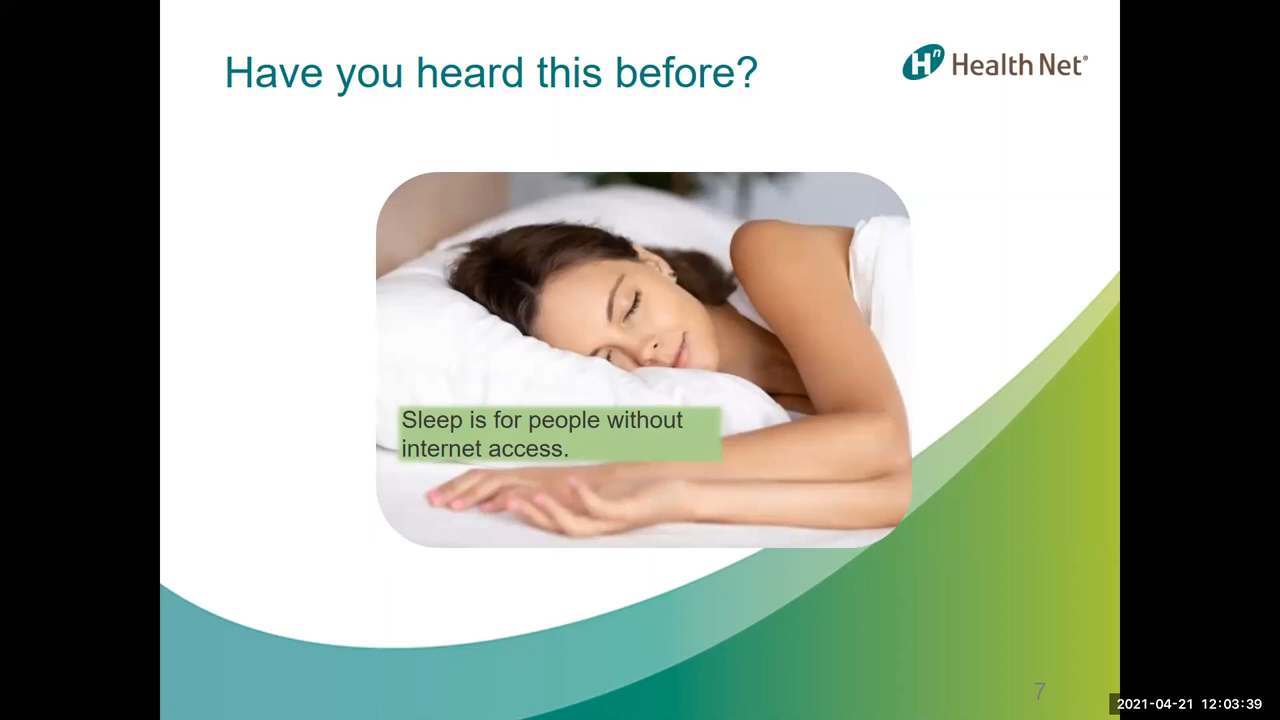 Have you heard this before?
Hn Health Net®
Sleep is for people without
internet access.
7
2021-04-21 12:03:39